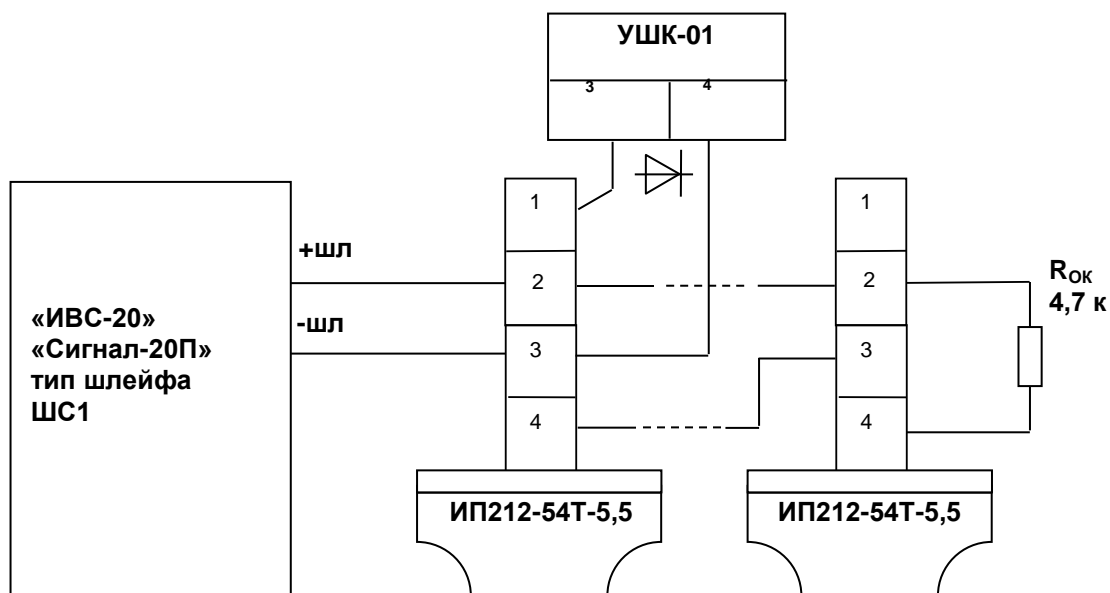 УШК-01
3
4
1
2
3
4
+шл
-шл
«ИВС-20»
«Сигнал-20П»
тип шлейфа
ШС1
1
2
3
4
RОК
4,7 к
ИП212-54Т-5,5
ИП212-54Т-5,5